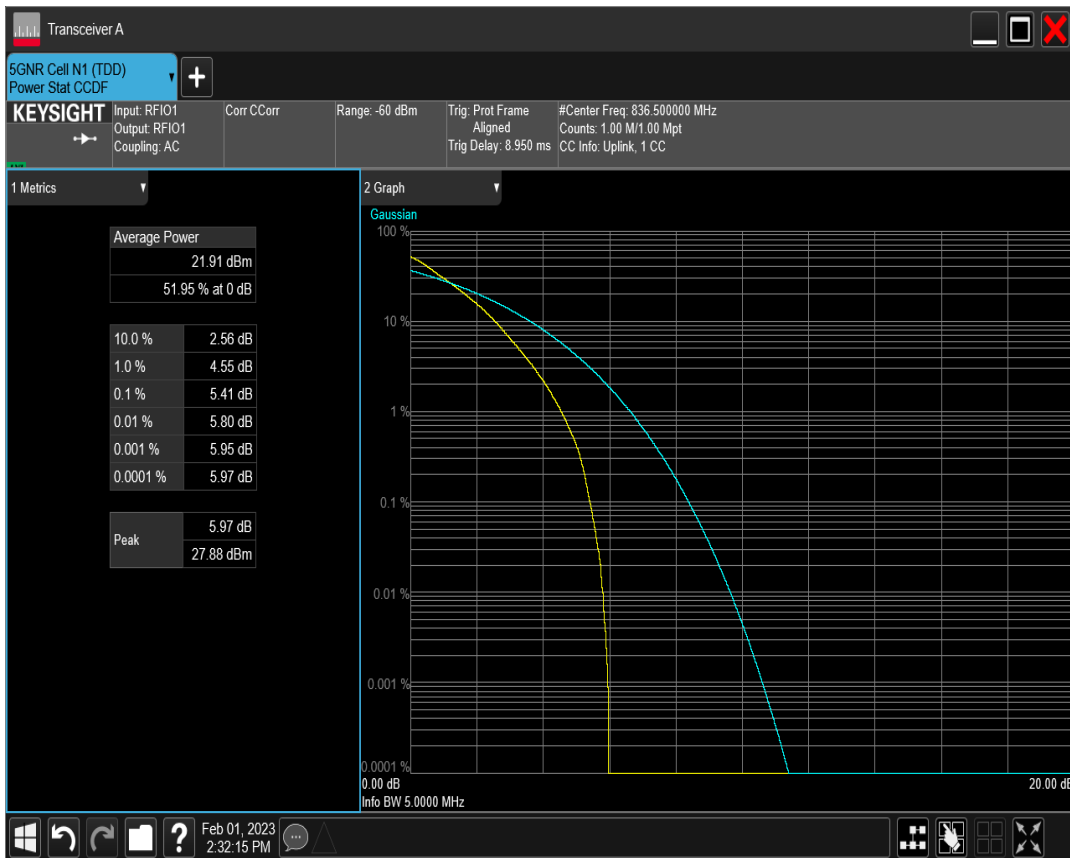 Transceiver A
5GNR Cell N1 (TDD)
Power Stat CCDF
+
KEYSIGHT
Input: RFIO1
Output: RFIO1
Coupling: AC
Corr CCorr
Range: -60 dBm
Trig: Prot Frame
Aligned
Trig Delay: 8.950 ms
#Center Freq: 836.500000 MHz
Counts: 1.00 M/1.00 Mpt
CC Info: Uplink, 1 CC
1 Metrics
Average Power
21.91 dBm
51.95 % at 0 dB
10.0 % 2.56 dB
1.0 % 4.55 dB
0.1 % 5.41 dB
0.01 % 5.80 dB
0.001 % 5.95 dB
0.0001 % 5.97 dB
Peak
5.97 dB
27.88 dBm
2 Graph
Gaussian
100 %
10 %
1 %
0.1 %
0.01 %
0.001 %
0.0001 %
0.00 dB 20.00 dB
Info BW 5.0000 MHz
?
Feb 01, 2023
2:32:15 PM